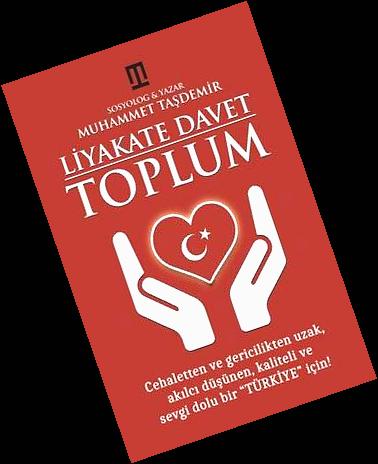 SOSYOLOG & YAZAR
MUHAMMET TAŞDEMİR
LİYAKATE DAVET
TOPLUM
Cehaletten ve gericilikten uzak,
akılcı düşünen, kaliteli ve
sevgi dolu bir "TÜRKİYE" için!